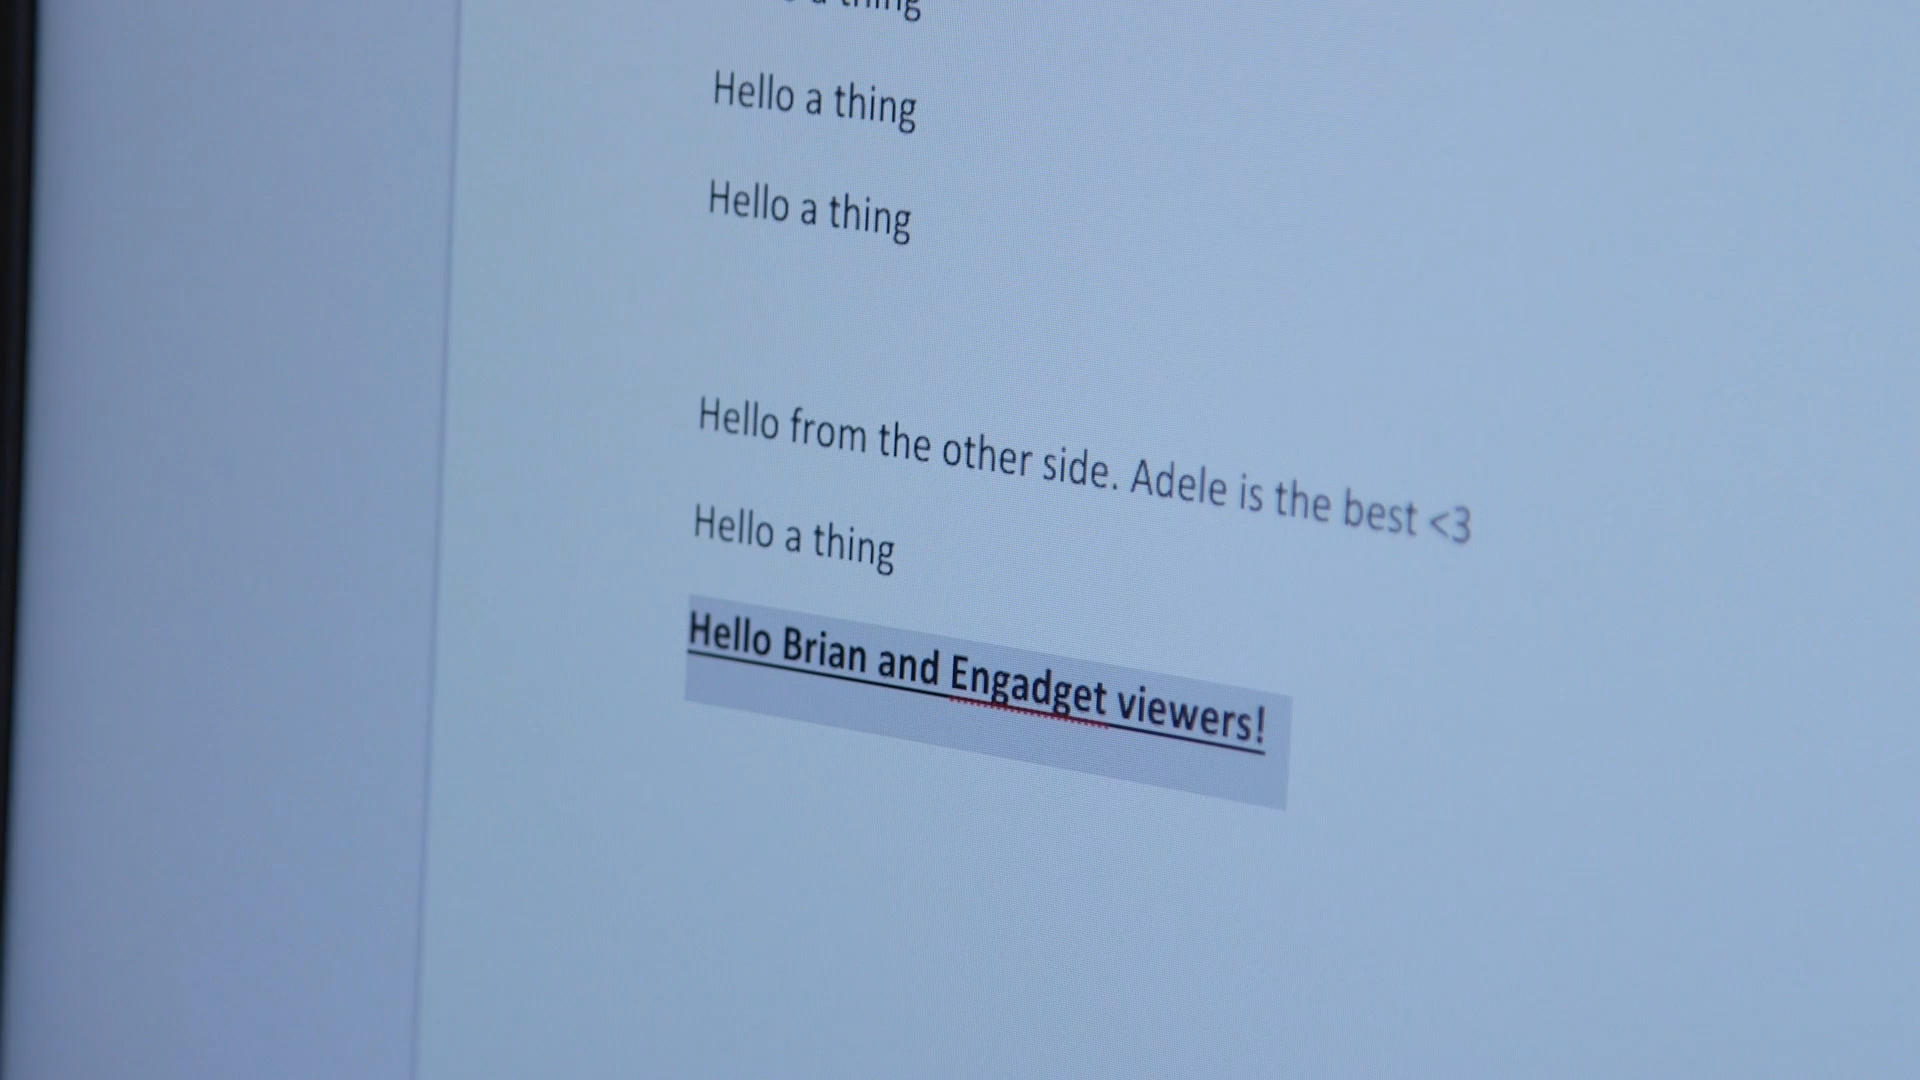 a thing
Hello a thing
Hello a thing
Hello from the other side. Adele is the best <3
Hello a thing
Hello Brian and Engadget viewers!